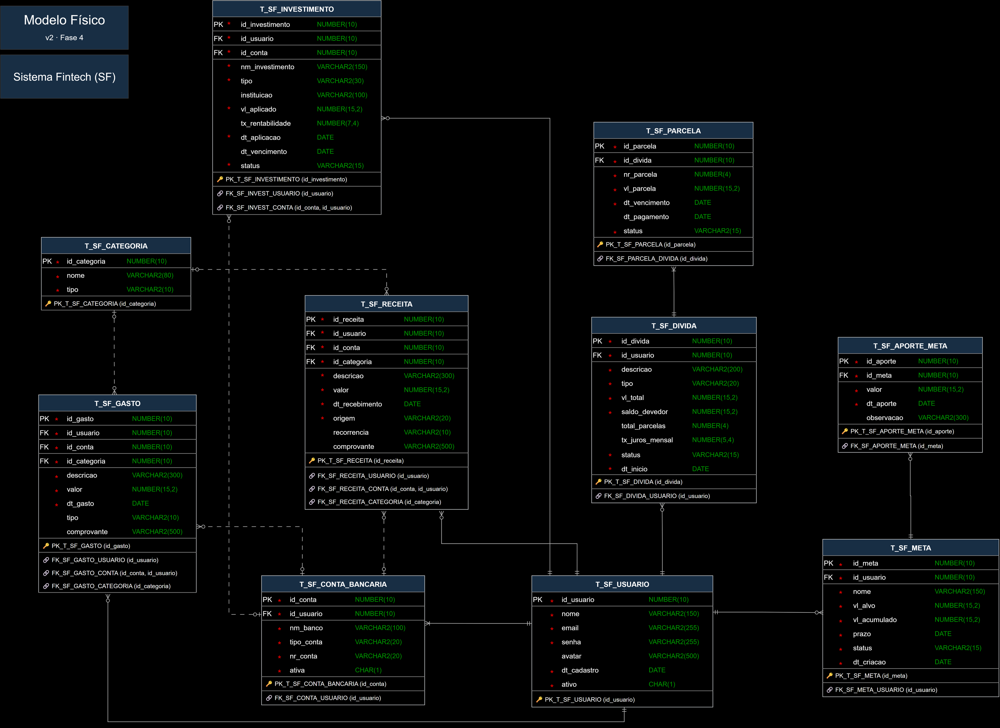 Modelo Físico
v2 · Fase 4
Sistema Fintech (SF)
T_SF_INVESTIMENTO
PK * id_investimento NUMBER(10)
FK * id_usuario NUMBER(10)
FK * id_conta NUMBER(10)
* nm_investimento VARCHAR2(150)
* tipo VARCHAR2(30)
instituicao VARCHAR2(100)
* vl_aplicado NUMBER(15,2)
tx_rentabilidade NUMBER(7,4)
* dt_aplicacao DATE
dt_vencimento DATE
* status VARCHAR2(15)
PK_T_SF_INVESTIMENTO (id_investimento)
FK_SF_INVEST_USUARIO (id_usuario)
FK_SF_INVEST_CONTA (id_conta, id_usuario)
T_SF_PARCELA
PK * id_parcela NUMBER(10)
FK * id_divida NUMBER(10)
* nr_parcela NUMBER(4)
* vl_parcela NUMBER(15,2)
* dt_vencimento DATE
dt_pagamento DATE
* status VARCHAR2(15)
PK_T_SF_PARCELA (id_parcela)
FK_SF_PARCELA_DIVIDA (id_divida)
T_SF_CATEGORIA
PK * id_categoria NUMBER(10)
* nome VARCHAR2(80)
* tipo VARCHAR2(10)
PK_T_SF_CATEGORIA (id_categoria)
T_SF_RECEITA
PK * id_receita NUMBER(10)
FK * id_usuario NUMBER(10)
FK * id_conta NUMBER(10)
FK * id_categoria NUMBER(10)
* descricao VARCHAR2(300)
* valor NUMBER(15,2)
* dt_recebimento DATE
* origem VARCHAR2(20)
recorrencia VARCHAR2(10)
comprovante VARCHAR2(500)
PK_T_SF_RECEITA (id_receita)
FK_SF_RECEITA_USUARIO (id_usuario)
FK_SF_RECEITA_CONTA (id_conta, id_usuario)
FK_SF_RECEITA_CATEGORIA (id_categoria)
T_SF_DIVIDA
PK * id_divida NUMBER(10)
FK * id_usuario NUMBER(10)
* descricao VARCHAR2(200)
* tipo VARCHAR2(20)
* vl_total NUMBER(15,2)
* saldo_devedor NUMBER(15,2)
total_parcelas NUMBER(4)
tx_juros_mensal NUMBER(5,4)
* status VARCHAR2(15)
* dt_inicio DATE
PK_T_SF_DIVIDA (id_divida)
FK_SF_DIVIDA_USUARIO (id_usuario)
T_SF_APORTE_META
PK * id_aporte NUMBER(10)
FK * id_meta NUMBER(10)
* valor NUMBER(15,2)
* dt_aporte DATE
observacao VARCHAR2(300)
PK_T_SF_APORTE_META (id_aporte)
FK_SF_APORTE_META (id_meta)
T_SF_GASTO
PK * id_gasto NUMBER(10)
FK * id_usuario NUMBER(10)
FK * id_conta NUMBER(10)
FK * id_categoria NUMBER(10)
* descricao VARCHAR2(300)
* valor NUMBER(15,2)
* dt_gasto DATE
tipo VARCHAR2(10)
comprovante VARCHAR2(500)
PK_T_SF_GASTO (id_gasto)
FK_SF_GASTO_USUARIO (id_usuario)
FK_SF_GASTO_CONTA (id_conta, id_usuario)
FK_SF_GASTO_CATEGORIA (id_categoria)
T_SF_CONTA_BANCARIA
PK * id_conta NUMBER(10)
FK * id_usuario NUMBER(10)
* nm_banco VARCHAR2(100)
* tipo_conta VARCHAR2(20)
* nr_conta VARCHAR2(20)
* ativa CHAR(1)
PK_T_SF_CONTA_BANCARIA (id_conta)
FK_SF_CONTA_USUARIO (id_usuario)
T_SF_USUARIO
PK * id_usuario NUMBER(10)
* nome VARCHAR2(150)
* email VARCHAR2(255)
* senha VARCHAR2(255)
avatar VARCHAR2(500)
* dt_cadastro DATE
* ativo CHAR(1)
PK_T_SF_USUARIO (id_usuario)
T_SF_META
PK * id_meta NUMBER(10)
FK * id_usuario NUMBER(10)
* nome VARCHAR2(150)
* vl_alvo NUMBER(15,2)
* vl_acumulado NUMBER(15,2)
* prazo DATE
* status VARCHAR2(15)
* dt_criacao DATE
PK_T_SF_META (id_meta)
FK_SF_META_USUARIO (id_usuario)